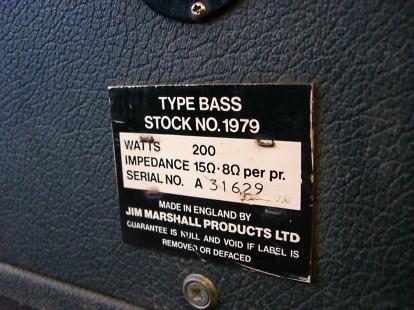 TYPE BASS
STOCK NO.1979
WATTS 200
IMPEDANCE 15Ω·8Ω per pr.
SERIAL NO. A 31629
MADE IN ENGLAND BY
JIM MARSHALL PRODUCTS LTD
GUARANTEE IS NULL AND VOID IF LABEL IS
REMOVED OR DEFACED